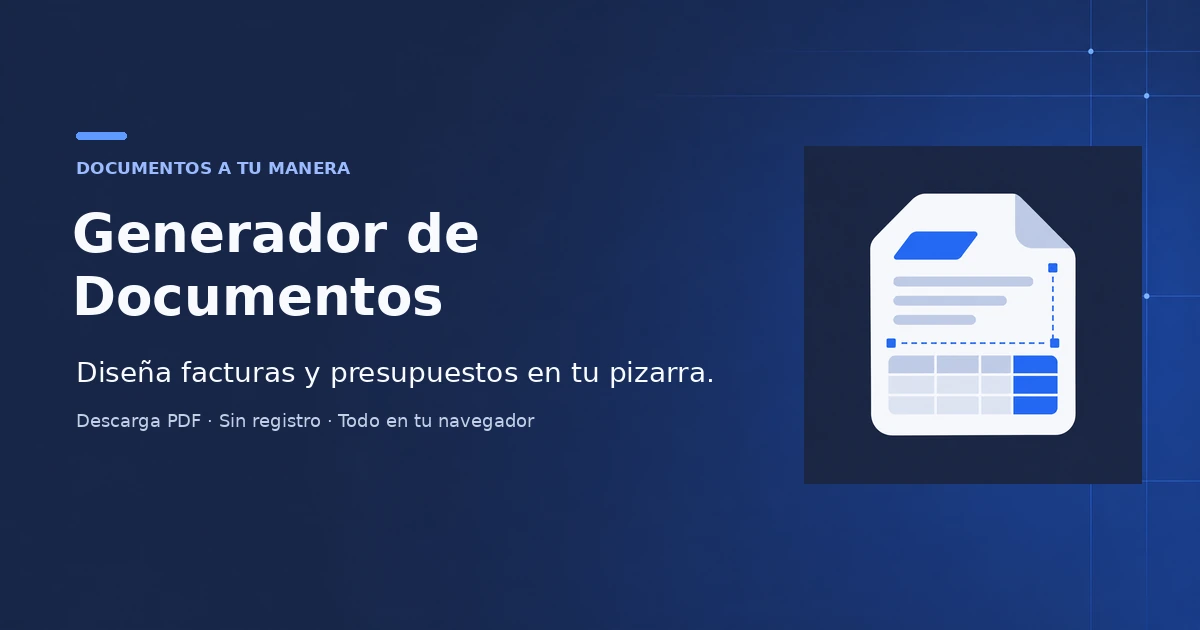 DOCUMENTOS A TU MANERA
Generador de
Documentos
Diseña facturas y presupuestos en tu pizarra.
Descarga PDF · Sin registro · Todo en tu navegador